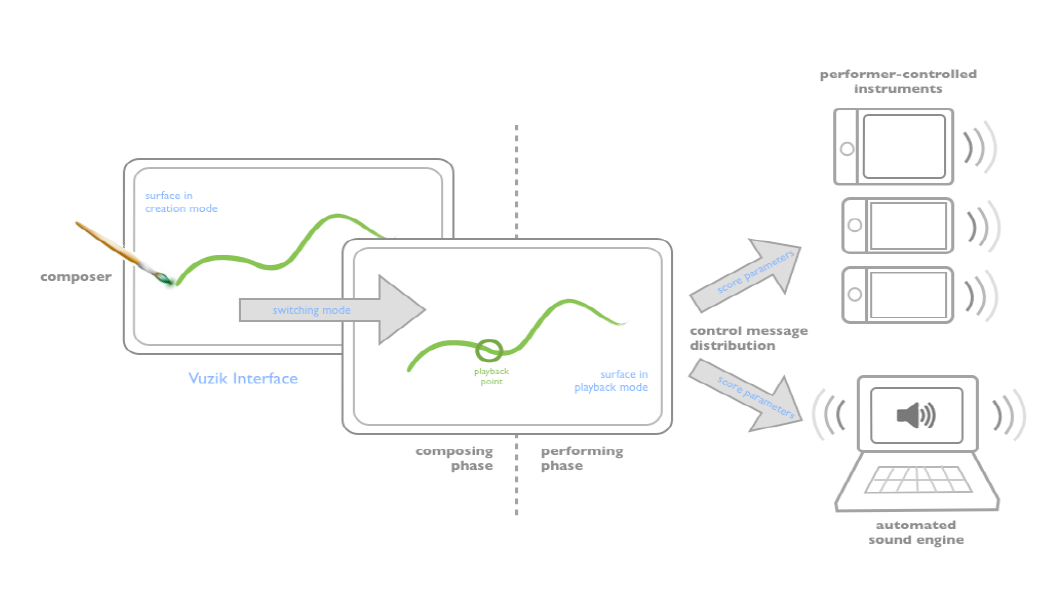 performer-controlled
instruments
surface in
creation mode
composer
switching mode
Vuzik Interface
playback
point
surface in
playback mode
composing
phase
performing
phase
score parameters
control message
distribution
score parameters
automated
sound engine